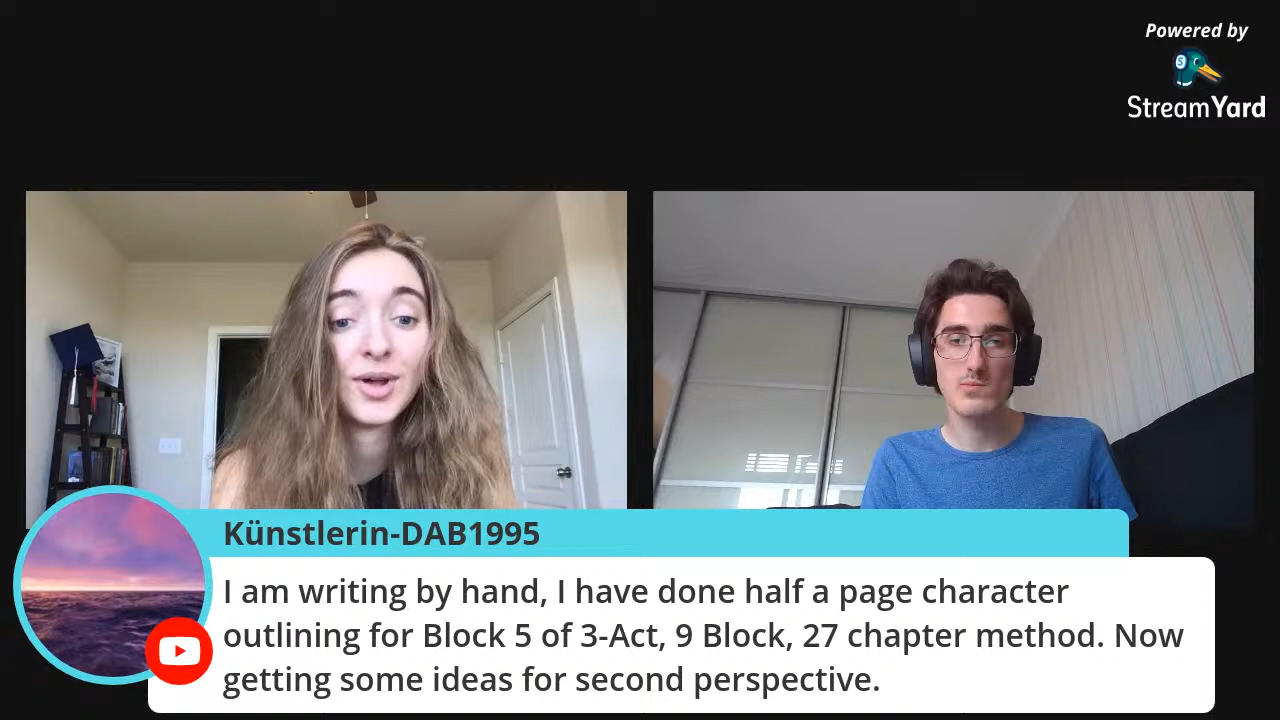 Powered by
StreamYard
Künstlerin-DAB1995
I am writing by hand, I have done half a page character
outlining for Block 5 of 3-Act, 9 Block, 27 chapter method. Now
getting some ideas for second perspective.